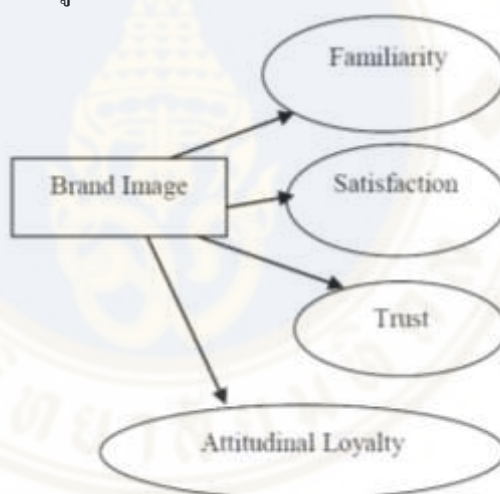 Familiarity
Brand Image
Satisfaction
Trust
Attitudinal Loyalty